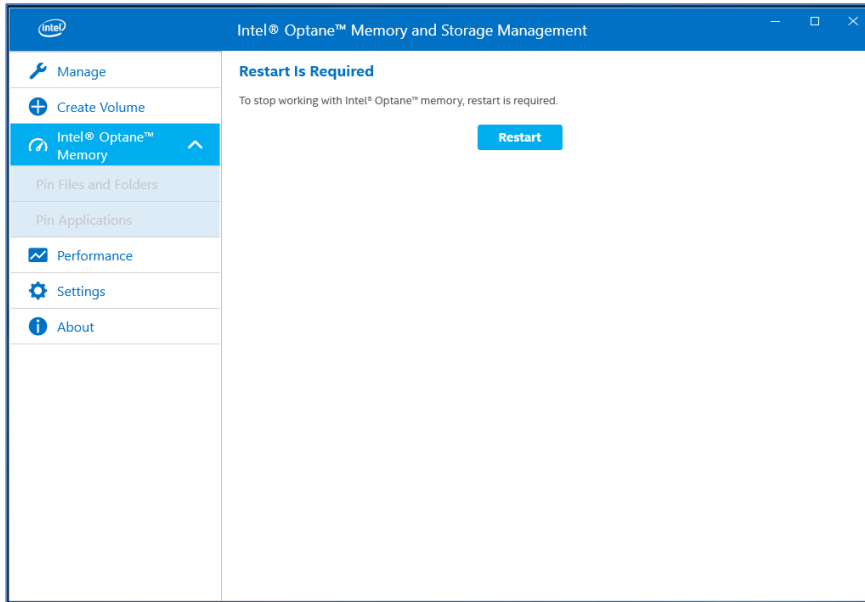 intel
Intel® Optane™ Memory and Storage Management
Manage
Create Volume
Intel® Optane™
Memory
Pin Files and Folders
Pin Applications
Performance
Settings
About
Restart Is Required
To stop working with Intel® Optane™ memory, restart is required.
Restart